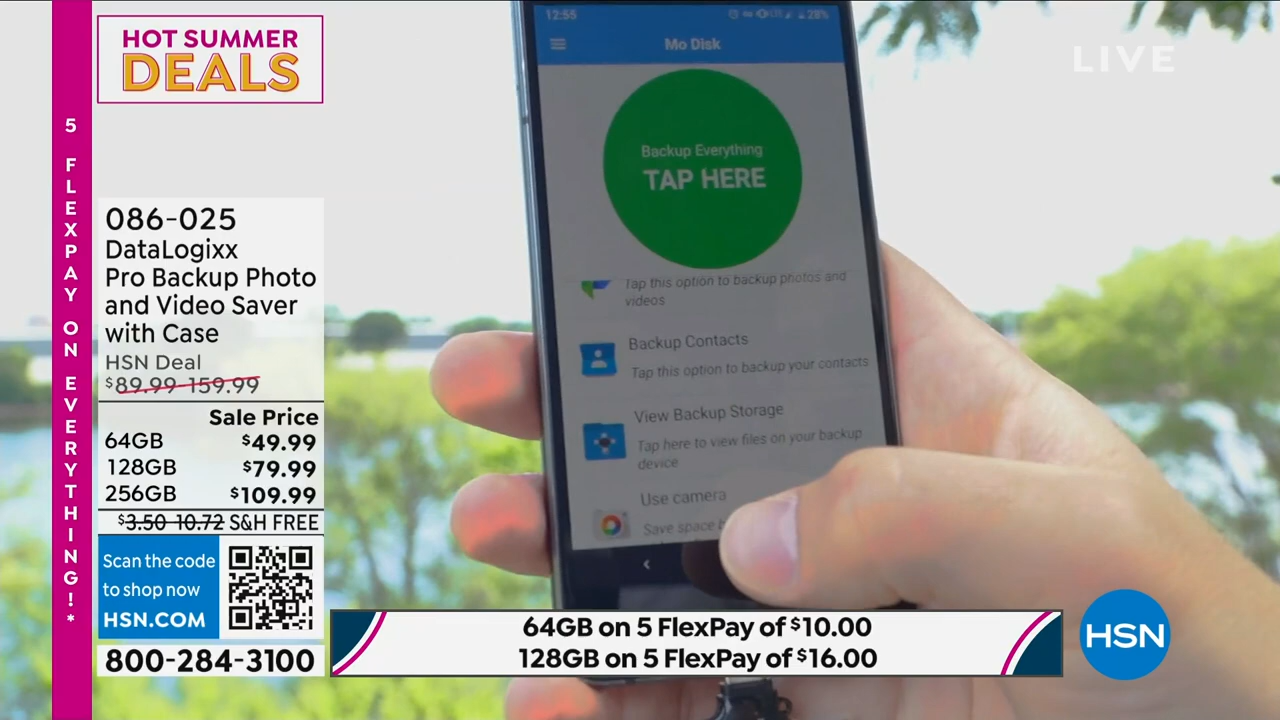 HOT SUMMER
DEALS
LIVE
5 FLEXPAY ON EVERYTHING!*
086-025
DataLogixx
Pro Backup Photo
and Video Saver
with Case
HSN Deal
$89.99-159.99
Sale Price
64GB $49.99
128GB $79.99
256GB $109.99
$3.50-10.72 S&H FREE
Scan the code
to shop now
HSN.COM
800-284-3100
12:55
28%
Mo Disk
Backup Everything
TAP HERE
Tap this option to backup photos and
videos
Backup Contacts
Tap this option to backup your contacts
View Backup Storage
Tap here to view files on your backup
device
Use camera
Save space
64GB on 5 FlexPay of $10.00
128GB on 5 FlexPay of $16.00
HSN